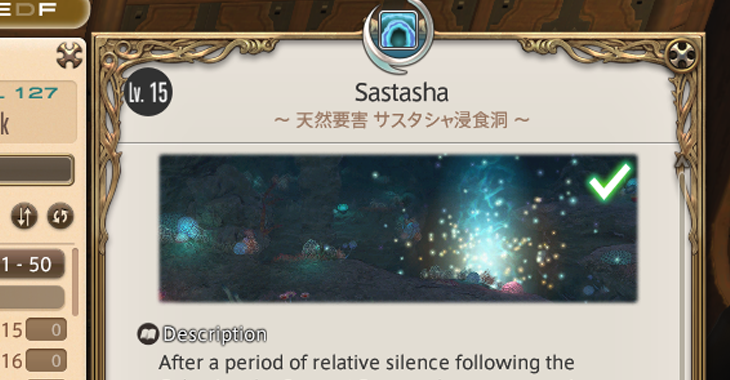 EDF
127
Lv. 15
Sastasha
～ 天然要害 サスタシャ浸食洞 ～
1 - 50
15 0
16 0
Description
After a period of relative silence following the